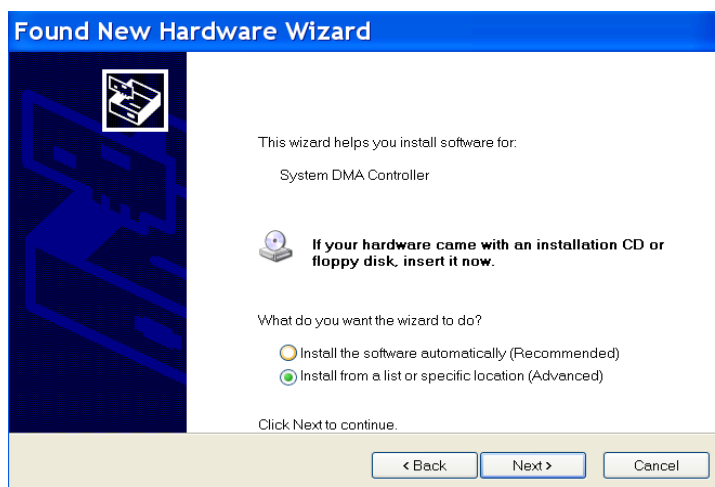 Found New Hardware Wizard
This wizard helps you install software for:
System DMA Controller
If your hardware came with an installation CD or
floppy disk, insert it now.
What do you want the wizard to do?
Install the software automatically (Recommended)
Install from a list or specific location (Advanced)
Click Next to continue.
< Back
Next >
Cancel